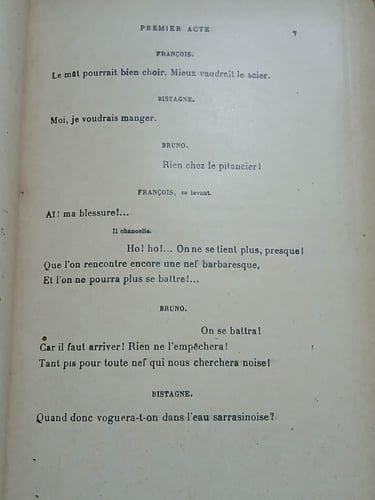 PREMIER ACTE
FRANÇOIS.
Le mât pourrait bien choir. Mieux vaudrait le acier.
BISTAGNE.
Moi, je voudrais manger.
BRUNO.
Rien chez le pitancier!
FRANÇOIS, se levant.
Aï! ma blessure!...
Il chancelle.
Ho! ho!... On ne se tient plus, presque!
Que l'on rencontre encore une nef barbaresque,
Et l'on ne pourra plus se battre!...
BRUNO.
On se battra!
Car il faut arriver! Rien ne l'empêchera!
Tant pis pour toute nef qui nous cherchera noise!
BISTAGNE.
Quand donc voguera-t-on dans l'eau sarrasinoise?